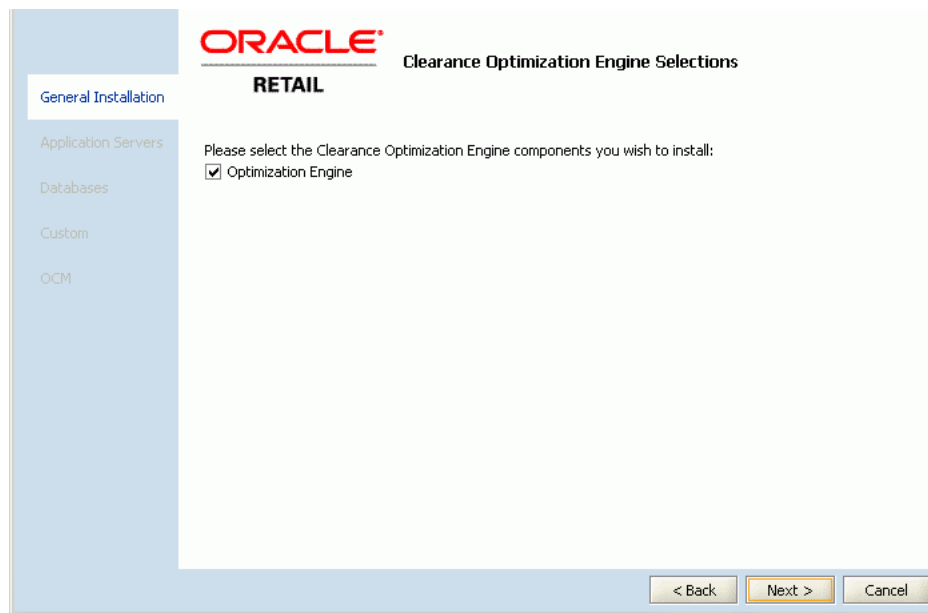 ORACLE
RETAIL
Clearance Optimization Engine Selections
General Installation
Application Servers
Databases
Custom
OCM
Please select the Clearance Optimization Engine components you wish to install:
Optimization Engine
< Back
Next >
Cancel